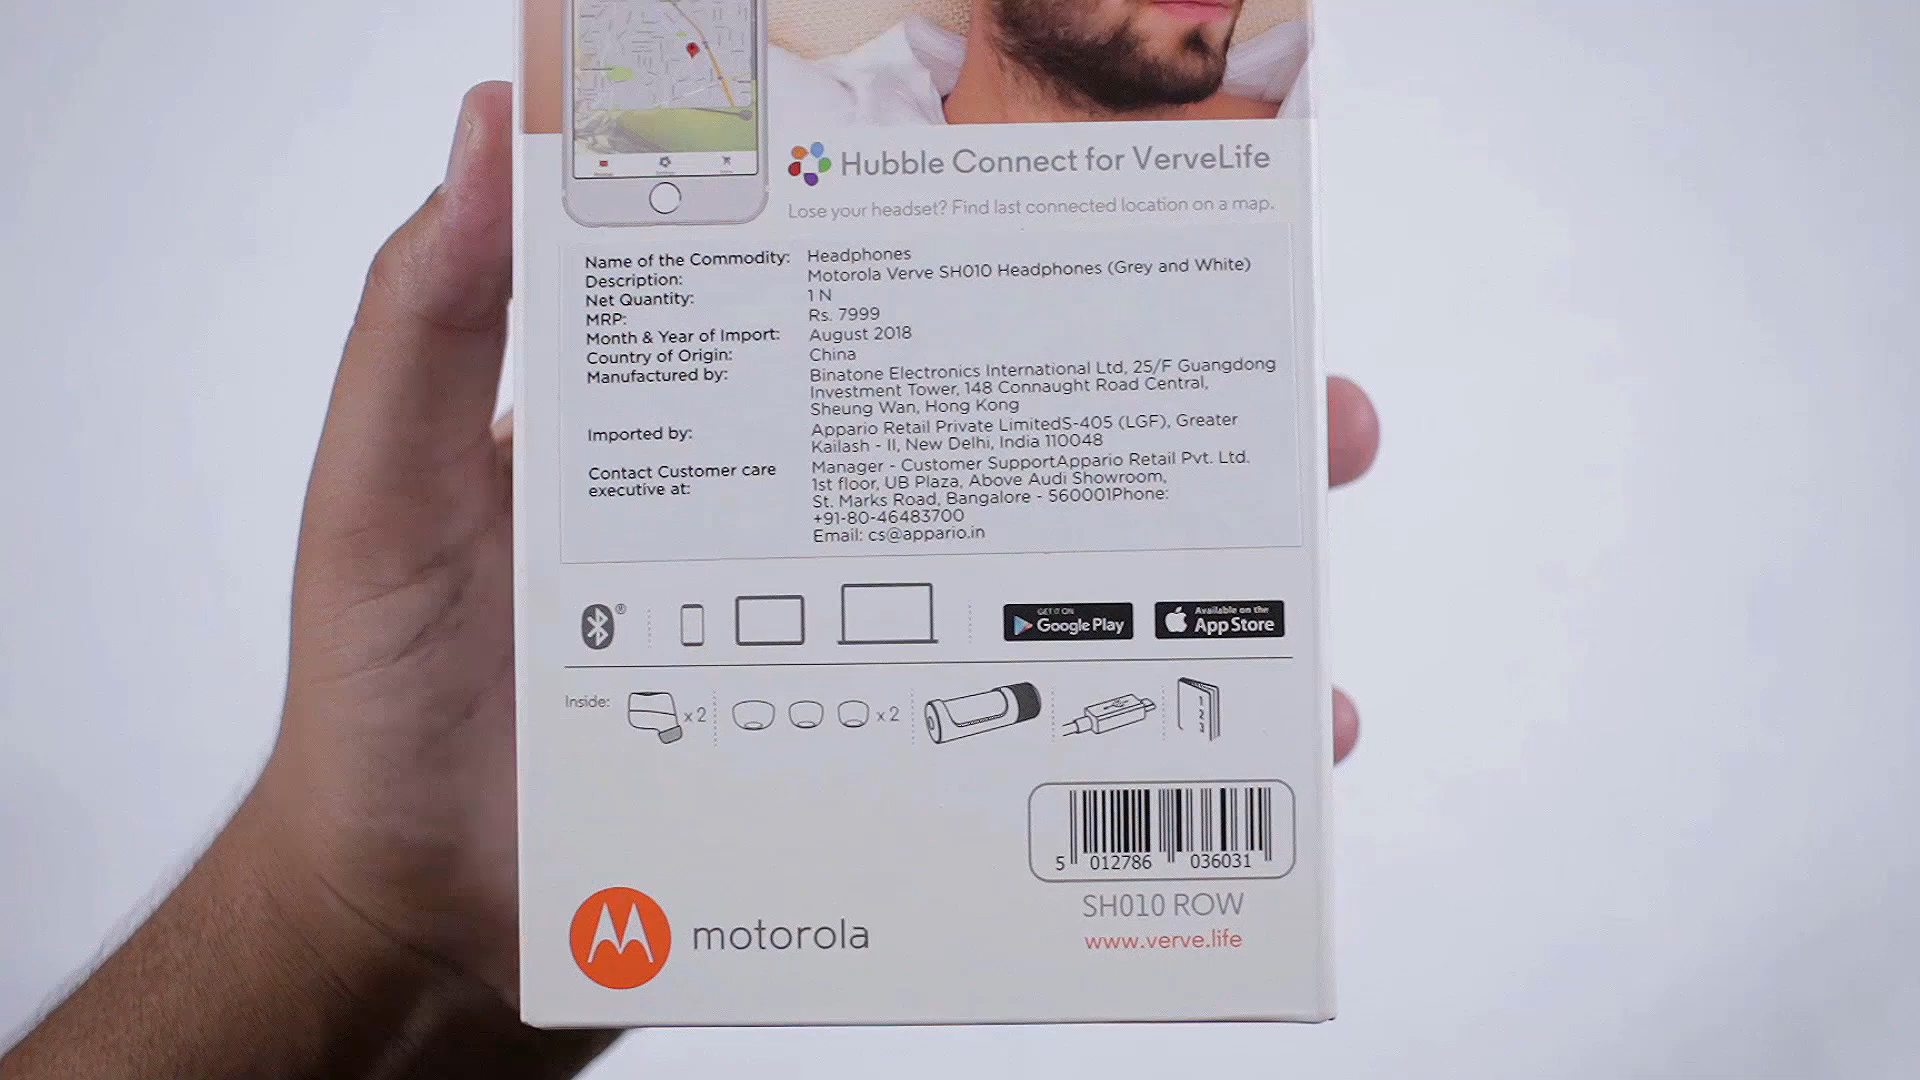 Hubble Connect for VerveLife
Lose your headset? Find last connected location on a map.
Name of the Commodity: Headphones
Description: Motorola Verve SH010 Headphones (Grey and White)
Net Quantity: 1 N
MRP: Rs. 7999
Month & Year of Import: August 2018
Country of Origin: China
Manufactured by: Binatone Electronics International Ltd, 25/F Guangdong
Investment Tower, 148 Connaught Road Central,
Sheung Wan, Hong Kong
Imported by: Appario Retail Private LimitedS-405 (LGF), Greater
Kailash - II, New Delhi, India 110048
Contact Customer care
executive at:
Manager - Customer SupportAppario Retail Pvt. Ltd.
1st floor, UB Plaza, Above Audi Showroom,
St. Marks Road, Bangalore - 560001Phone:
+91-80-46483700
Email: cs@appario.in
®
GET IT ON
Google Play
Available on the
App Store
Inside: x 2 x 2
1
2
3
5 012786 036031
SH010 ROW
www.verve.life
motorola